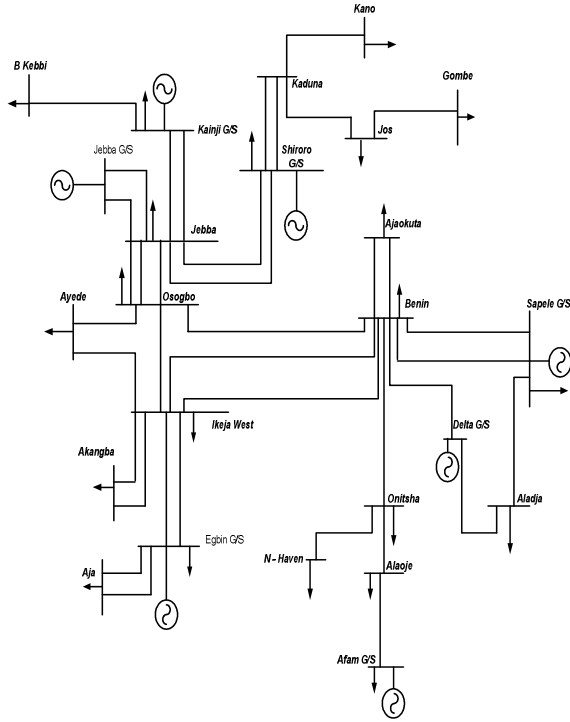 Kano
B Kebbi
Kaduna
Gombe
Kainji G/S
Jos
Jebba G/S
Shiroro
G/S
Jebba
Ajaokuta
Ayede
Osogbo
Benin
Sapele G/S
Ikeja West
Delta G/S
Akangba
Onitsha
Aladja
Egbin G/S
N - Haven
Alaoje
Aja
Afam G/S